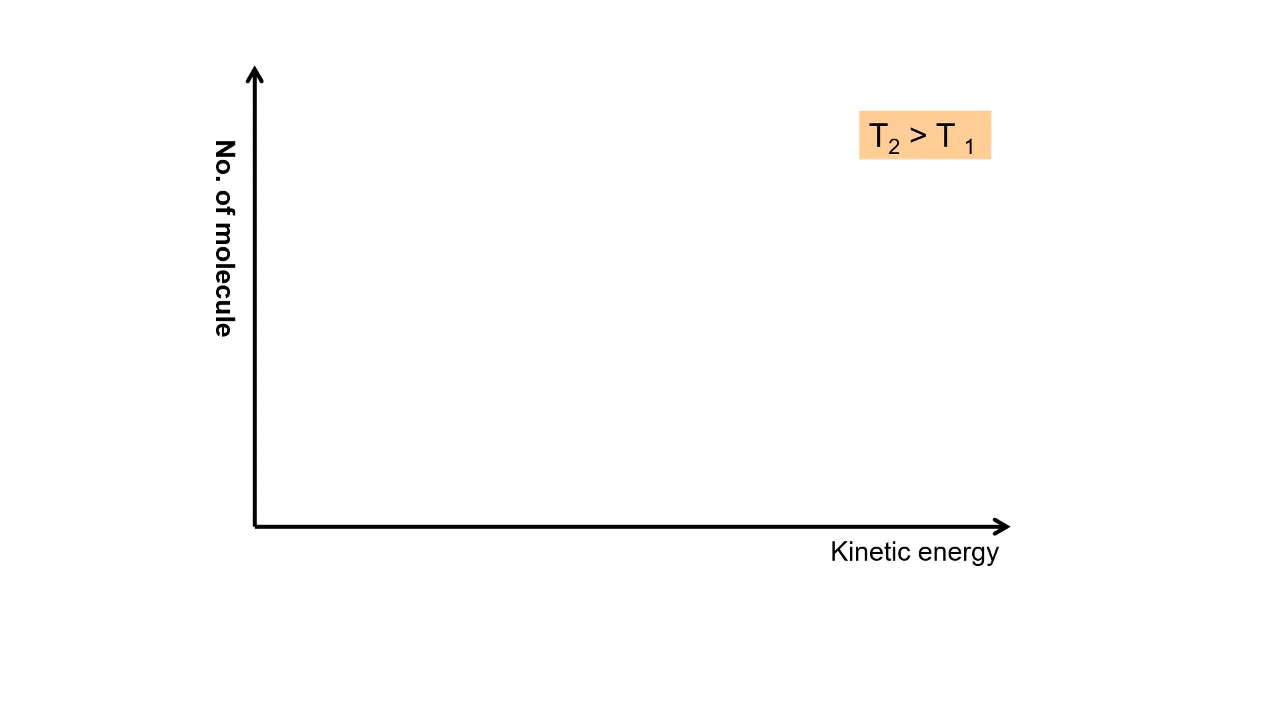 T₂ > T ₁
No. of molecule
Kinetic energy